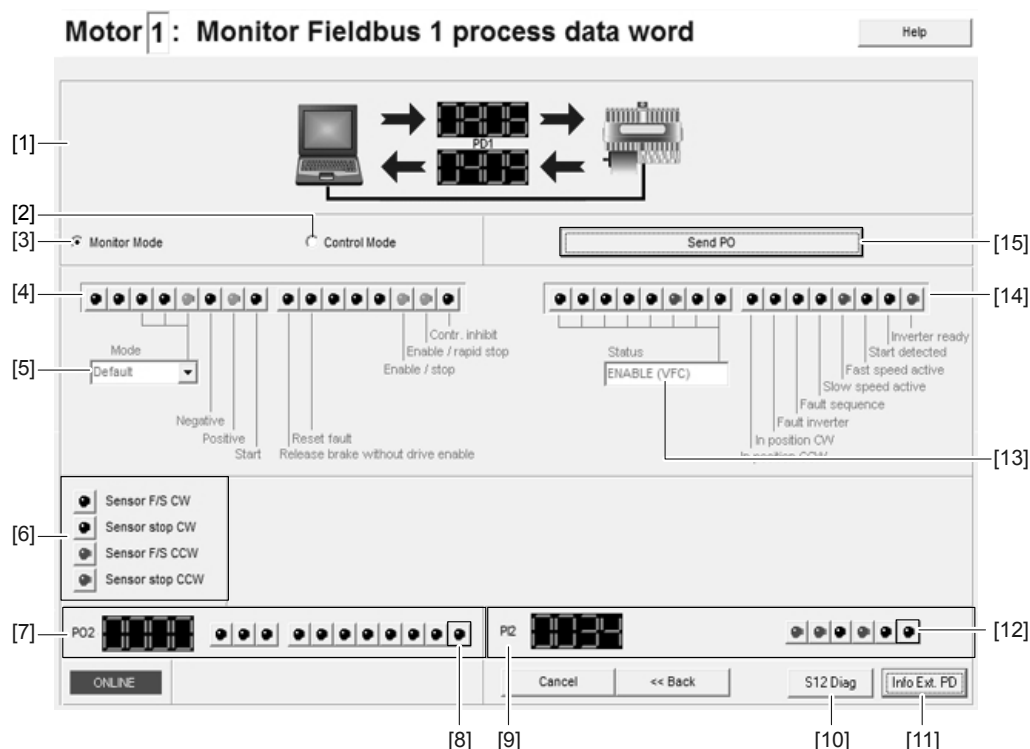 Motor 1 : Monitor Fieldbus 1 process data word
Help
[1]
PD1
[2]
[3]
Monitor Mode
Control Mode
Send PO
[15]
[4]
[14]
Contr. inhibit
Enable / rapid stop
Enable / stop
Mode
[5]
Default
Negative
Positive
Start
Reset fault
Release brake without drive enable
Inverter ready
Start detected
Fast speed active
Slow speed active
Fault sequence
Fault inverter
In position CW
In position CCW
Status
ENABLE (VFC)
[13]
[6]
Sensor F/S CW
Sensor stop CW
Sensor F/S CCW
Sensor stop CCW
[7]
PO2
PI2
[12]
ONLINE
Cancel
<< Back
S12 Diag
Info Ext. PD
[8]
[9]
[10]
[11]